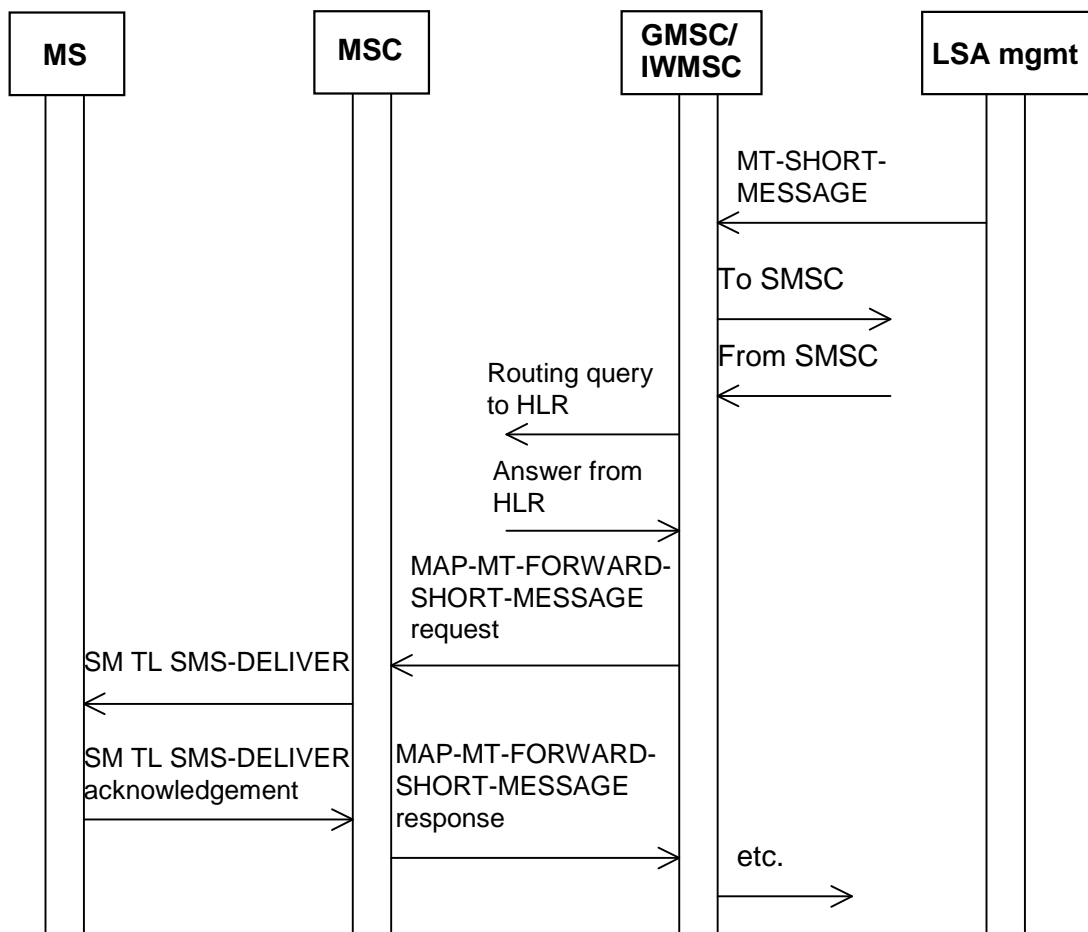 MS
MSC
GMSC/
IWMSC
LSA mgmt
MT-SHORT-
MESSAGE
To SMSC
From SMSC
Routing query
to HLR
Answer from
HLR
MAP-MT-FORWARD-
SHORT-MESSAGE
request
SM TL SMS-DELIVER
SM TL SMS-DELIVER
acknowledgement
MAP-MT-FORWARD-
SHORT-MESSAGE
response
etc.